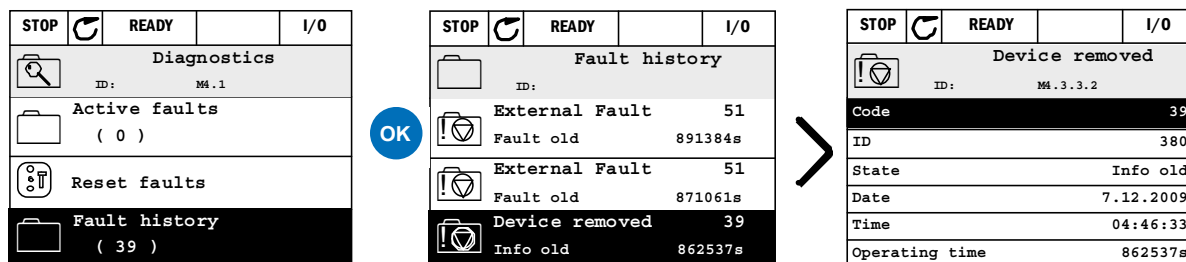 STOP READY I/O
Diagnostics
ID: M4.1
Active faults
( 0 )
Reset faults
Fault history
( 39 )
OK
STOP READY I/O
Fault history
ID:
External Fault 51
Fault old 891384s
External Fault 51
Fault old 871061s
Device removed 39
Info old 862537s
STOP READY I/O
Device removed
ID: M4.3.3.2
Code 39
ID 380
State Info old
Date 7.12.2009
Time 04:46:33
Operating time 862537s